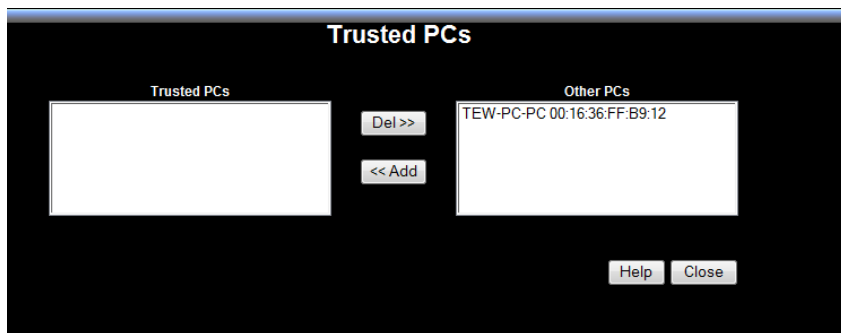 Trusted PCs
Trusted PCs
Other PCs
TEW-PC-PC 00:16:36:FF:B9:12
Del >>
<< Add
Help
Close